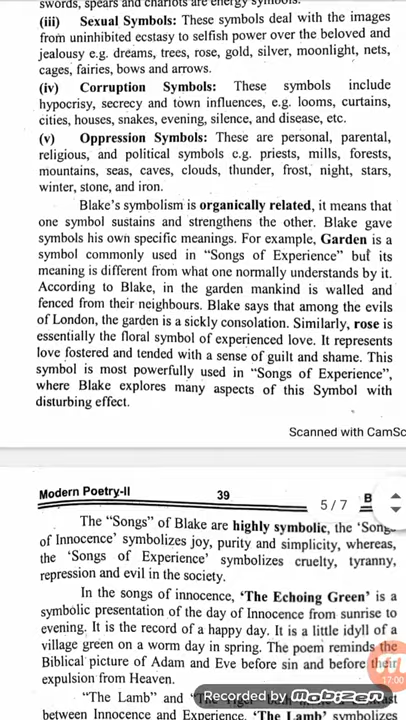 swords, spears and chariots are energy symbols.
(iii) Sexual Symbols: These symbols deal with the images
from uninhibited ecstasy to selfish power over the beloved and
jealousy e.g. dreams, trees, rose, gold, silver, moonlight, nets,
cages, fairies, bows and arrows.
(iv) Corruption Symbols: These symbols include
hypocrisy, secrecy and town influences, e.g. looms, curtains,
cities, houses, snakes, evening, silence, and disease, etc.
(v) Oppression Symbols: These are personal, parental,
religious, and political symbols e.g. priests, mills, forests,
mountains, seas, caves, clouds, thunder, frost, night, stars,
winter, stone, and iron.
Blake's symbolism is organically related, it means that
one symbol sustains and strengthens the other. Blake gave
symbols his own specific meanings. For example, Garden is a
symbol commonly used in “Songs of Experience” but its
meaning is different from what one normally understands by it.
According to Blake, in the garden mankind is walled and
fenced from their neighbours. Blake says that among the evils
of London, the garden is a sickly consolation. Similarly, rose is
essentially the floral symbol of experienced love. It represents
love fostered and tended with a sense of guilt and shame. This
symbol is most powerfully used in “Songs of Experience”,
where Blake explores many aspects of this Symbol with
disturbing effect.
Scanned with CamSc
Modern Poetry-II 39 B
5/7
The “Songs” of Blake are highly symbolic, the ‘Songs
of Innocence’ symbolizes joy, purity and simplicity, whereas,
the ‘Songs of Experience’ symbolizes cruelty, tyranny,
repression and evil in the society.
In the songs of innocence, ‘The Echoing Green’ is a
symbolic presentation of the day of Innocence from sunrise to
evening. It is the record of a happy day. It is a little idyll of a
village green on a worm day in spring. The poem reminds the
Biblical picture of Adam and Eve before sin and before their
expulsion from Heaven.
17:00
“The Lamb” and “The Tiger”
Recorded by Mobizen
between Innocence and Experience. ‘The Lamb’ symbolizes